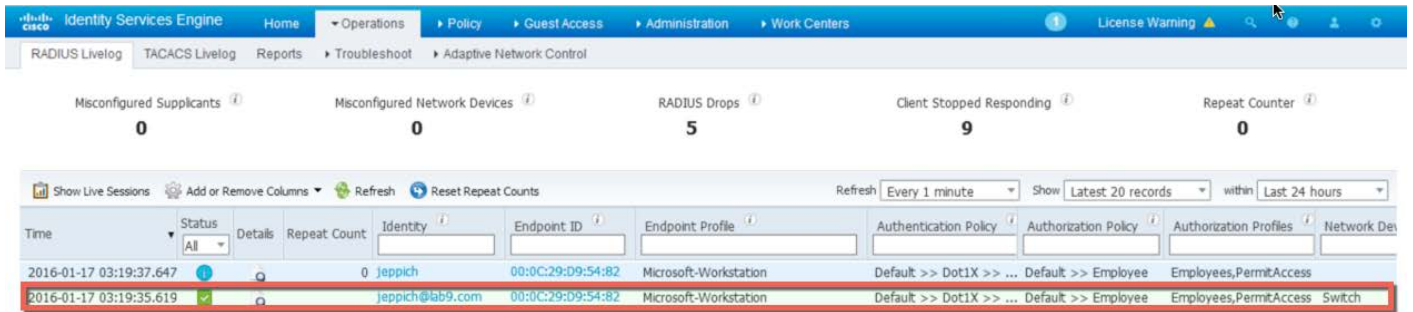 cisco Identity Services Engine Home Operations Policy Guest Access Administration Work Centers 1 License Warning
RADIUS Livelog TACACS Livelog Reports Troubleshoot Adaptive Network Control
Misconfigured Supplicants Misconfigured Network Devices RADIUS Drops Client Stopped Responding Repeat Counter
0 0 5 9 0
Show Live Sessions Add or Remove Columns Refresh Reset Repeat Counts Refresh Every 1 minute Show Latest 20 records within Last 24 hours
Time Status Details Repeat Count Identity Endpoint ID Endpoint Profile Authentication Policy Authorization Policy Authorization Profiles Network Dev
All
2016-01-17 03:19:37.647 0 jeppich 00:0C:29:D9:54:82 Microsoft-Workstation Default >> Dot1X >> ... Default >> Employee Employees,PermitAccess
2016-01-17 03:19:35.619 jeppich@lab9.com 00:0C:29:D9:54:82 Microsoft-Workstation Default >> Dot1X >> ... Default >> Employee Employees,PermitAccess Switch